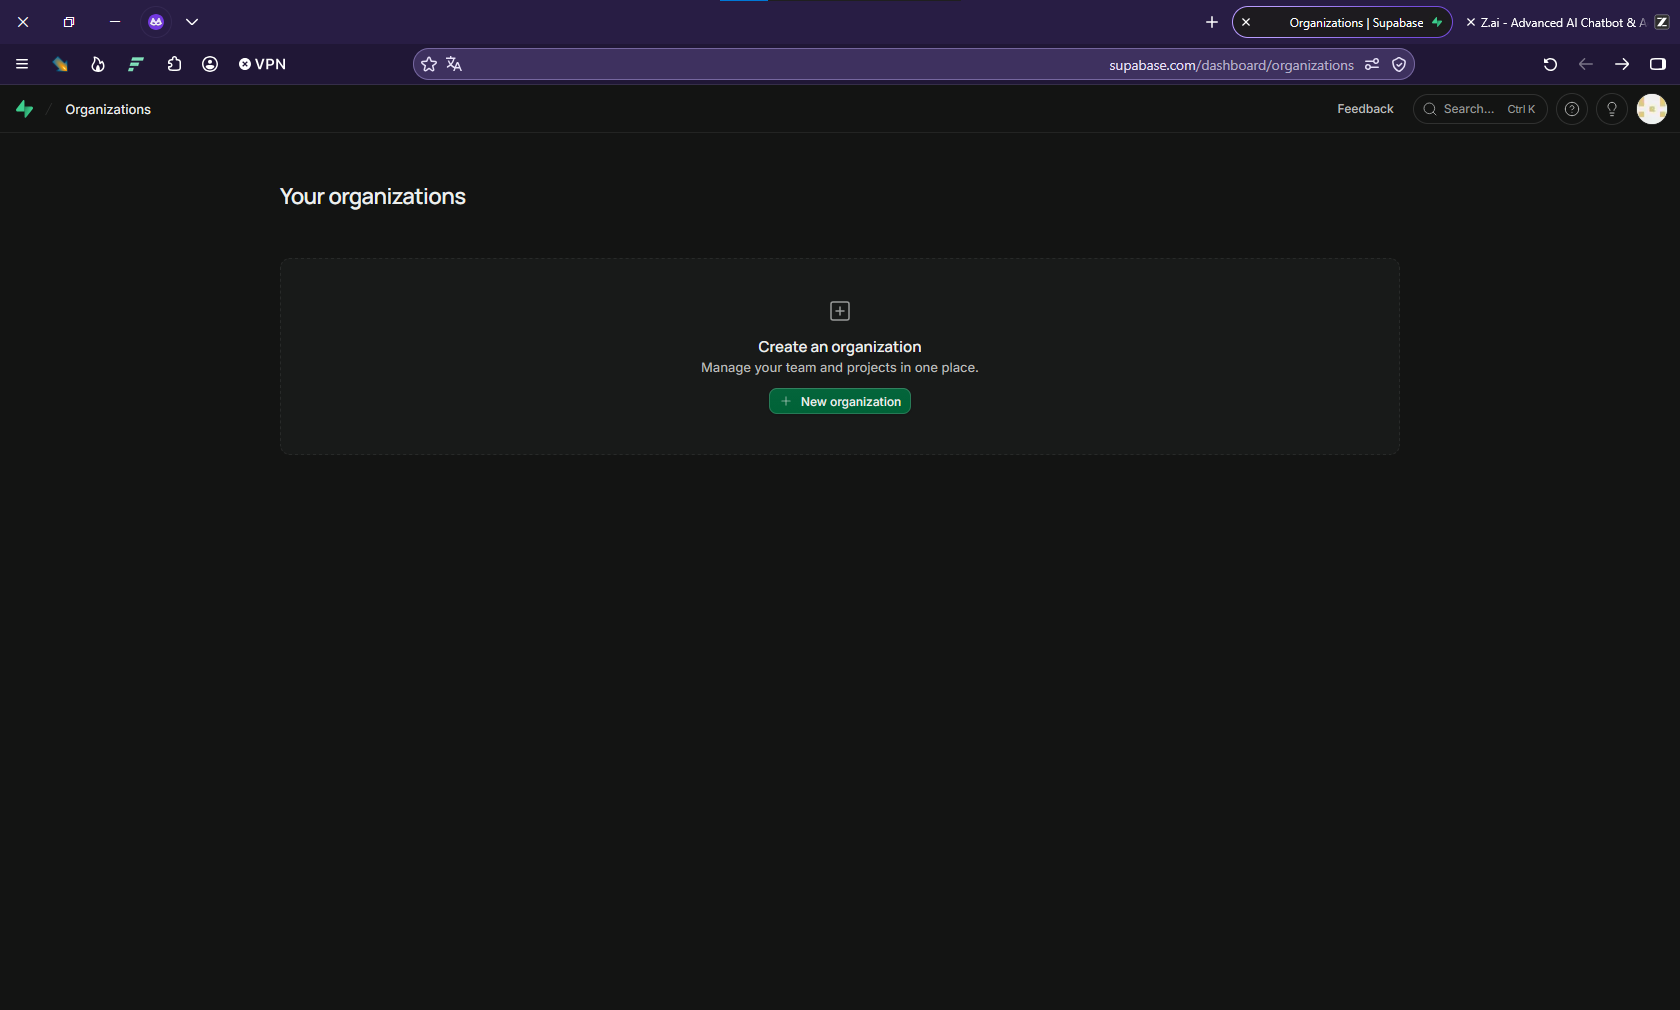 Organizations | Supabase
Z.ai - Advanced AI Chatbot & A
VPN
supabase.com/dashboard/organizations
Organizations
Feedback
Search...
Ctrl K
Your organizations
Create an organization
Manage your team and projects in one place.
New organization